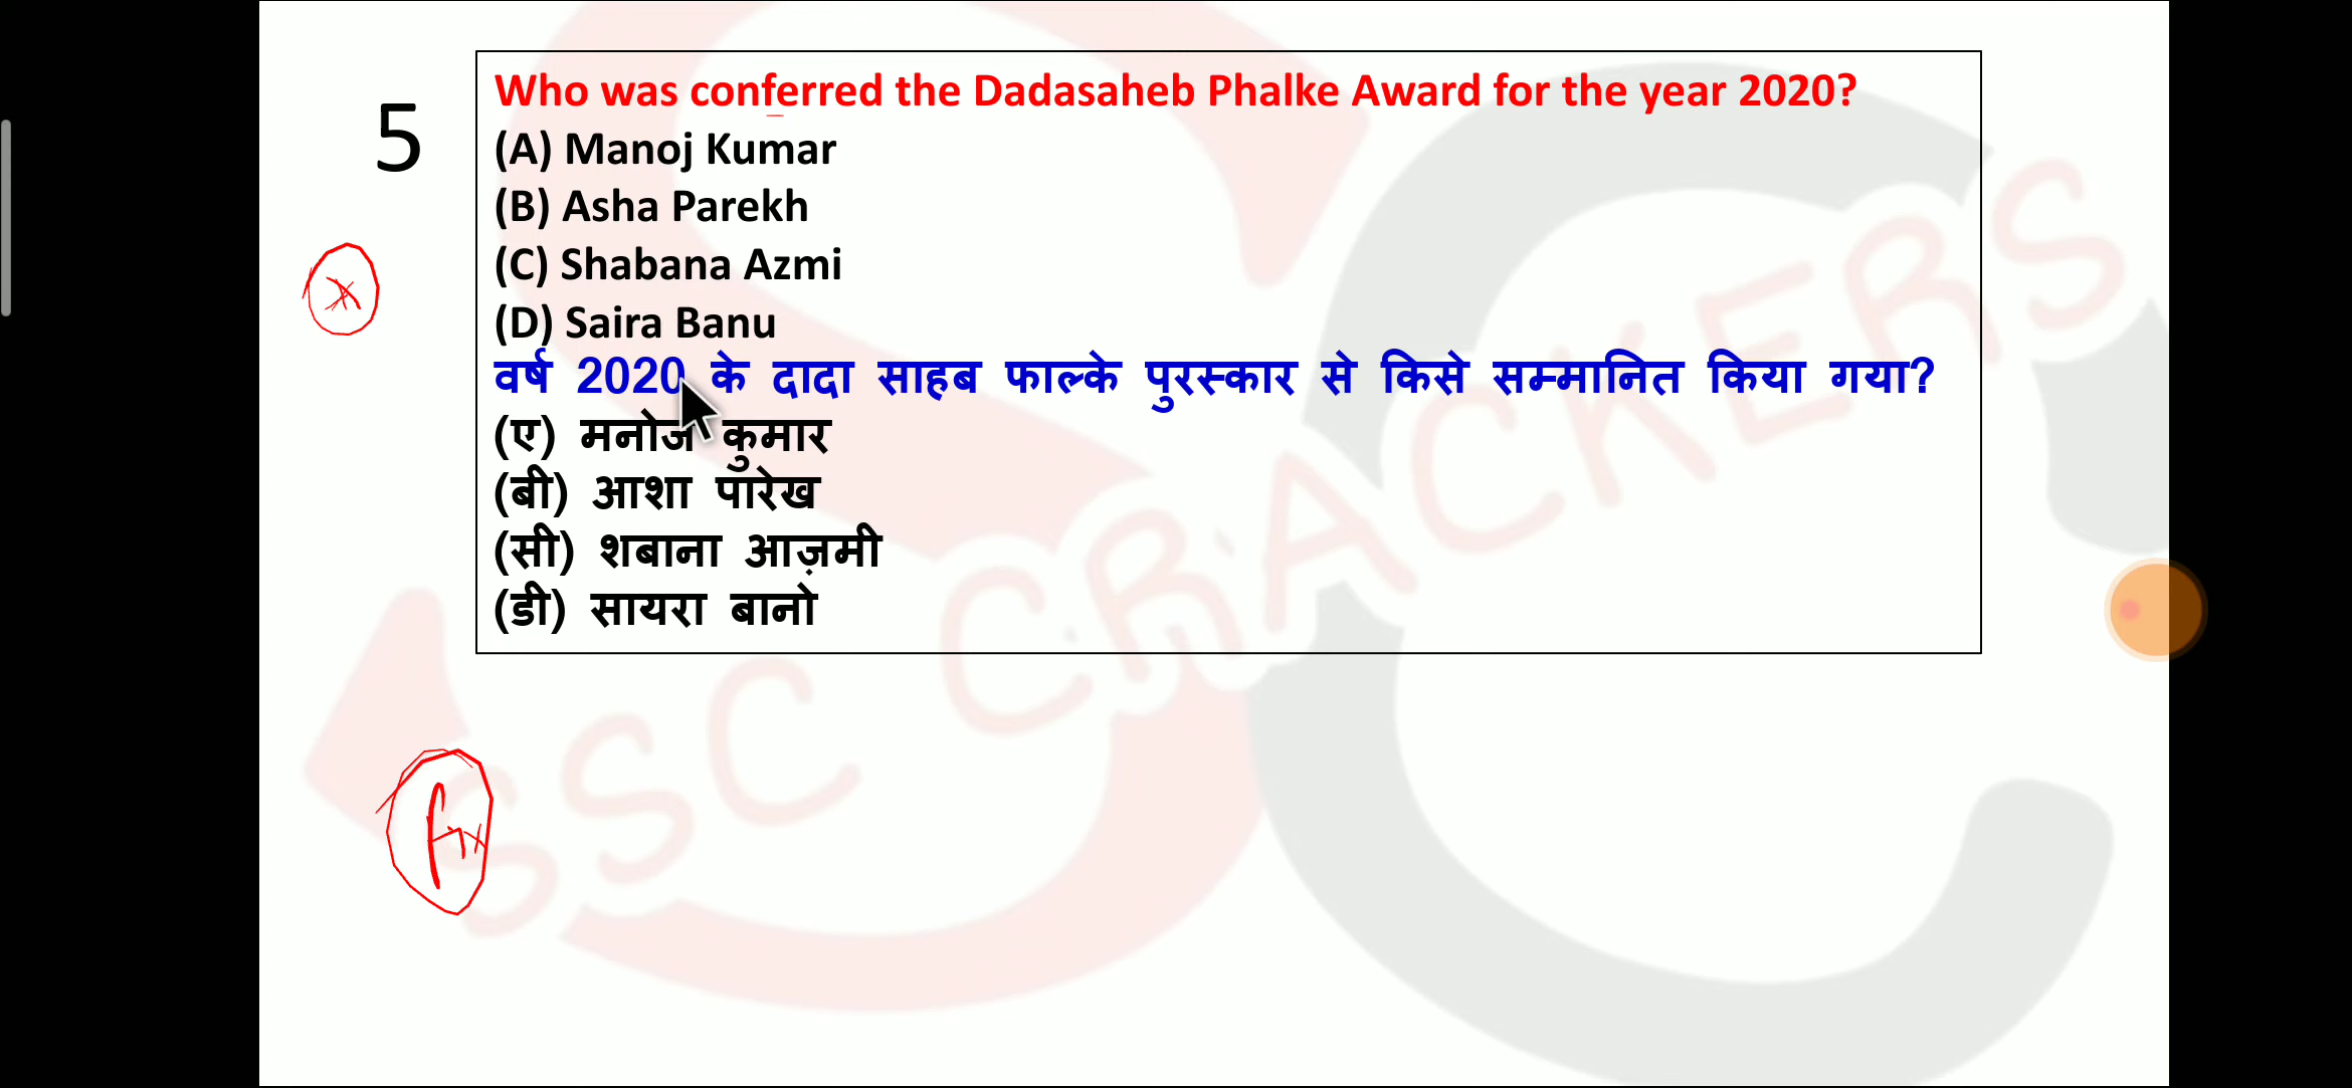 5
Who was conferred the Dadasaheb Phalke Award for the year 2020?
(A) Manoj Kumar
(B) Asha Parekh
(C) Shabana Azmi
(D) Saira Banu
वर्ष 2020 के दादा साहब फाल्के पुरस्कार से किसे सम्मानित किया गया?
(ए) मनोज कुमार
(बी) आशा पारेख
(सी) शबाना आज़मी
(डी) सायरा बानो
SSC CRACKERS